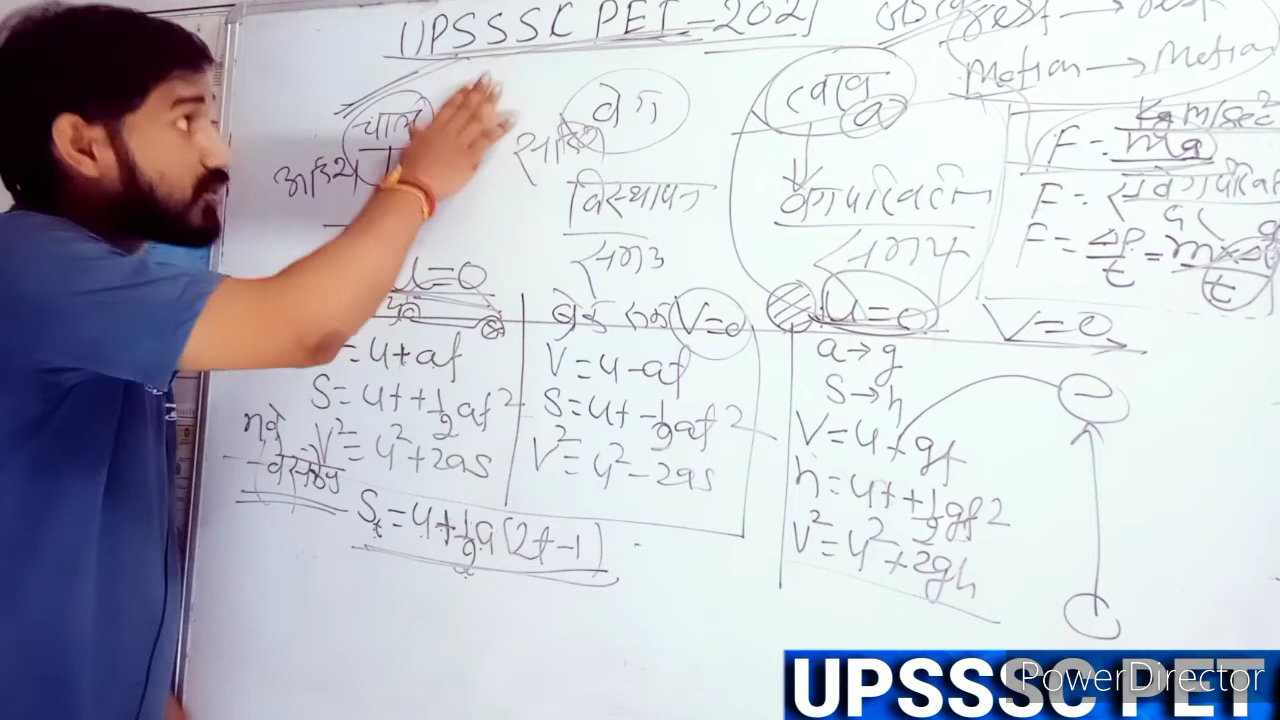 UPSSSC PET-2021
Rest → Rest
Motion → Motion
चाल
वेग
त्वरण
a
kg m/sec²
F = ma
अदिश
सदिश
विस्थापन
समय
वेग परिवर्तन
समय
F = संवेग परिवर्
F = ΔP/t = m×Δ/t
u=0
V=0
u=0
V=0
= u+at
S=ut+½at²
V²=u²+2as
V=u-at
S=ut-½at²
V²=u²-2as
a→g
S→h
V=u+gt
h=ut+½gt²
V²=u²+2gh
St=u+½a(2t-1)
UPSSSC PET
PowerDirector